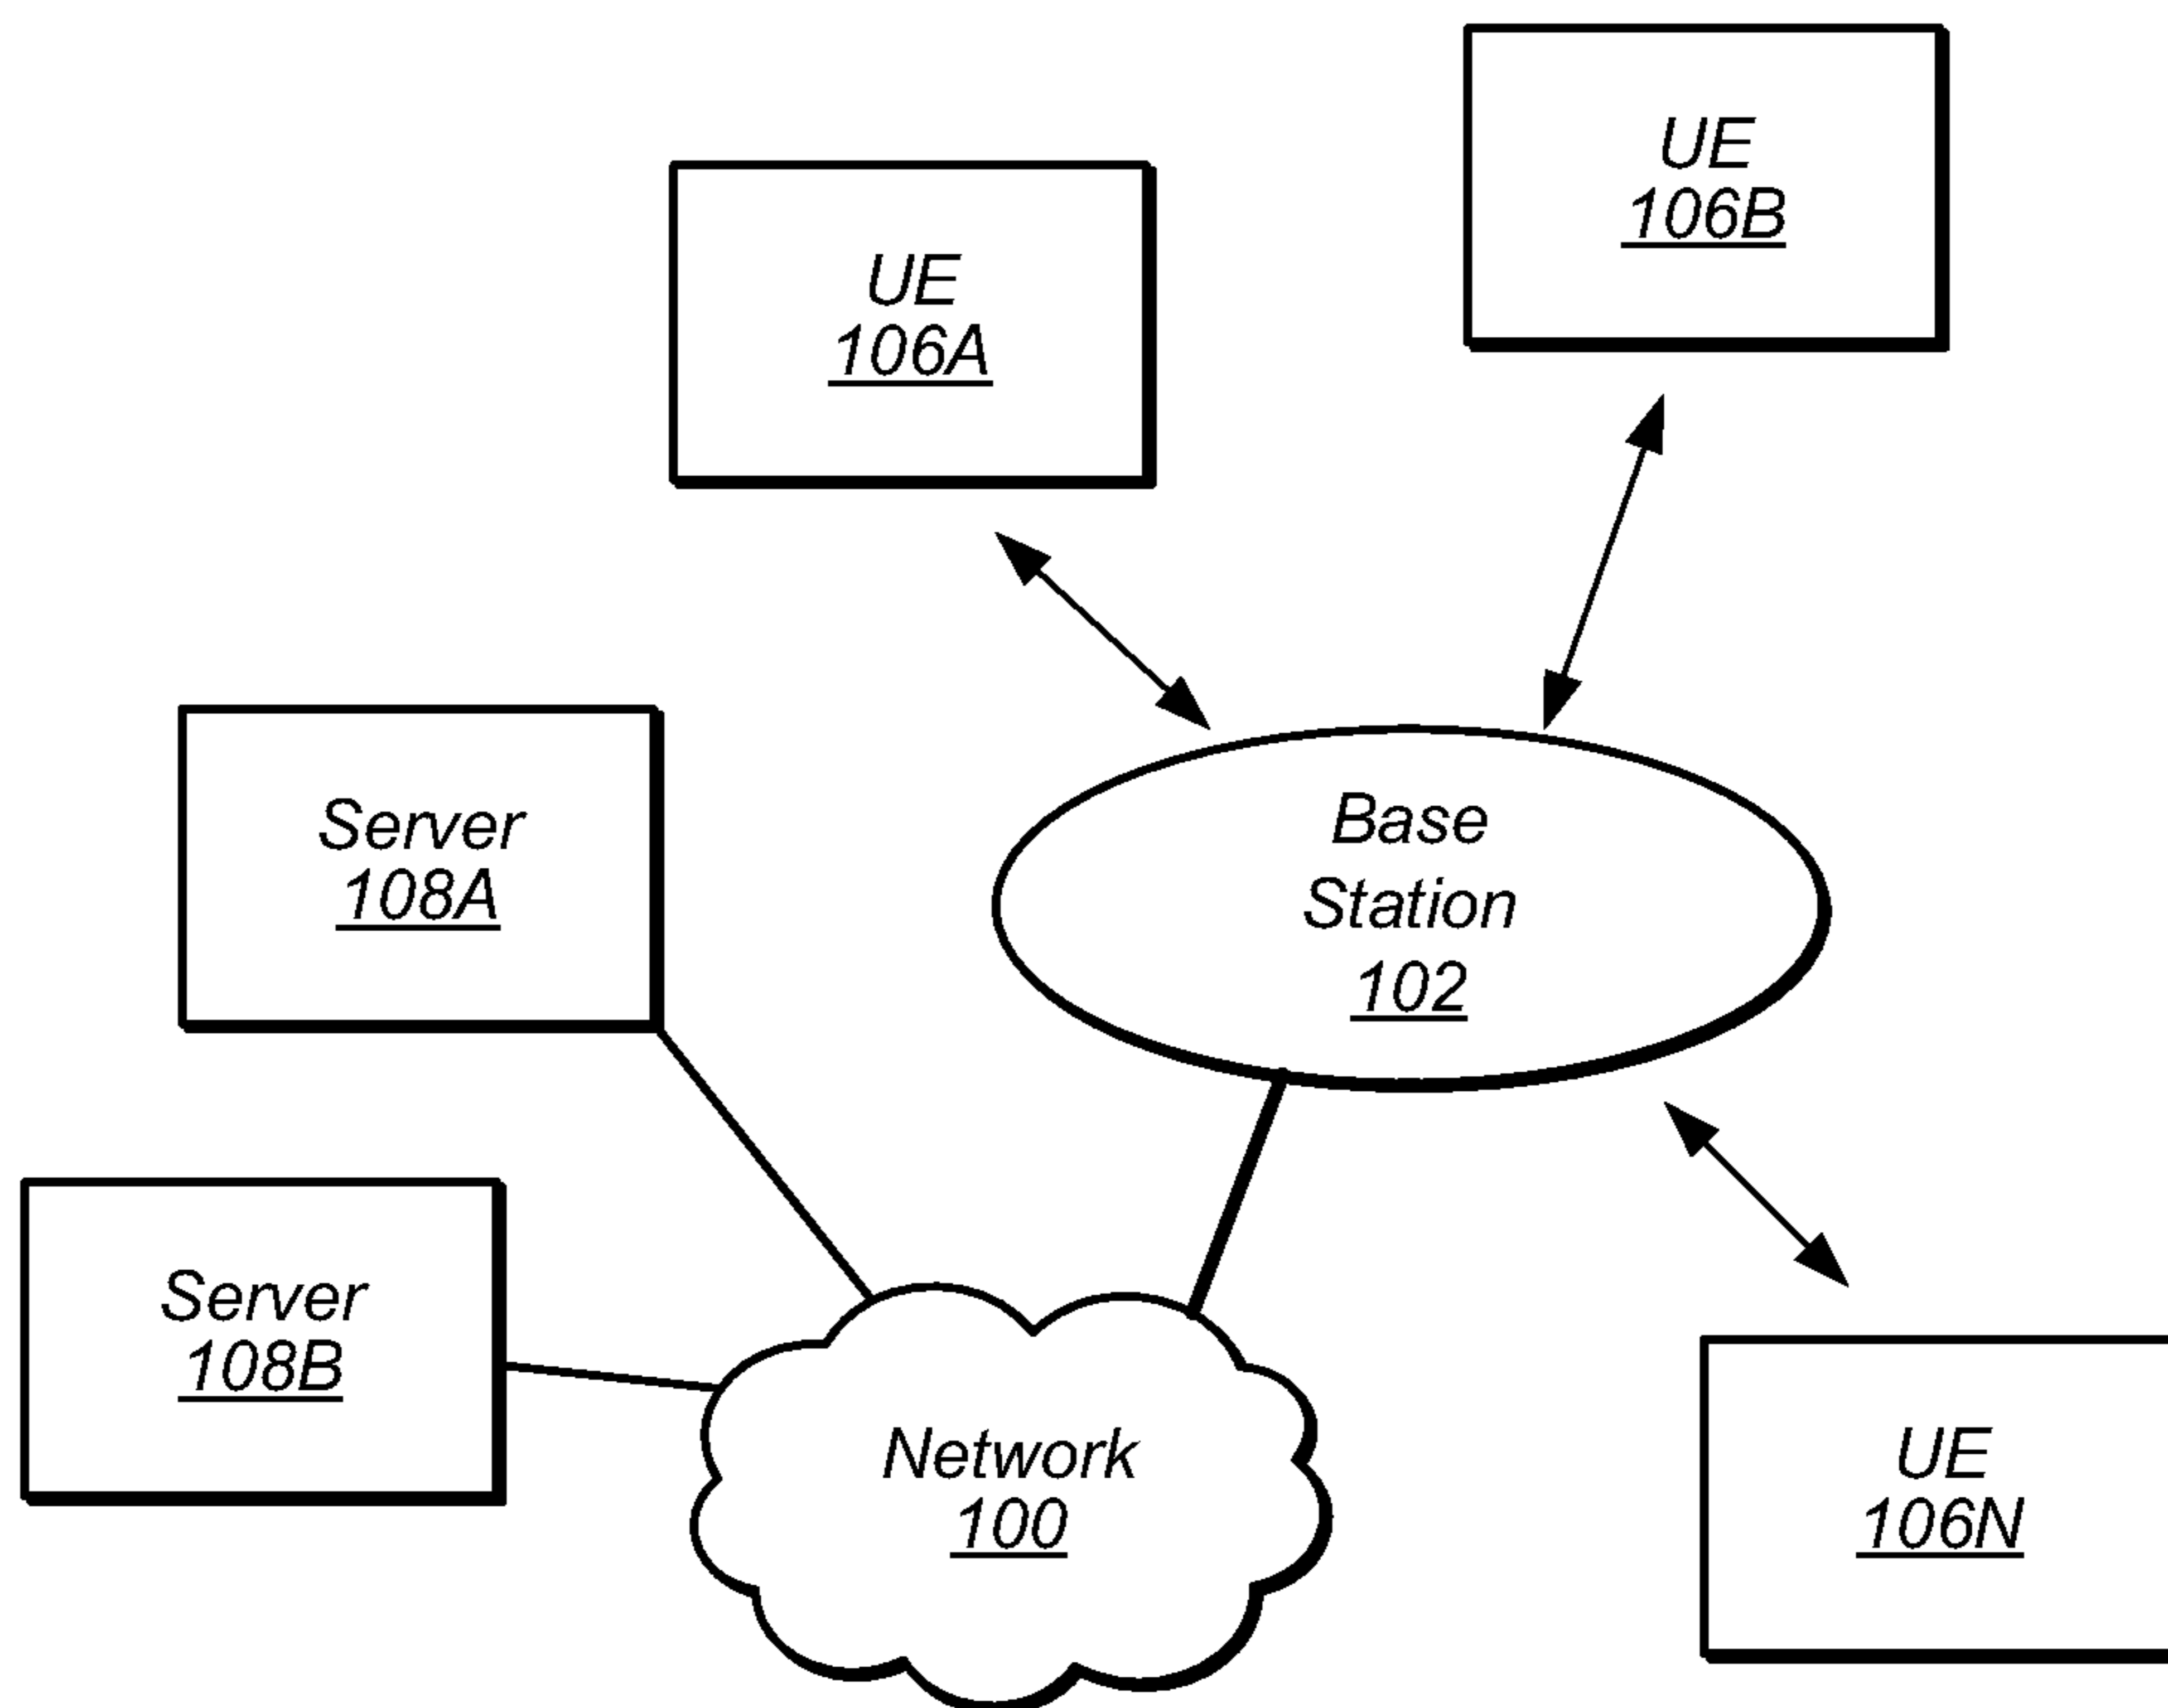 UE
106B
UE
106A
Server
108A
Base
Station
102
Server
108B
Network
100
UE
106N